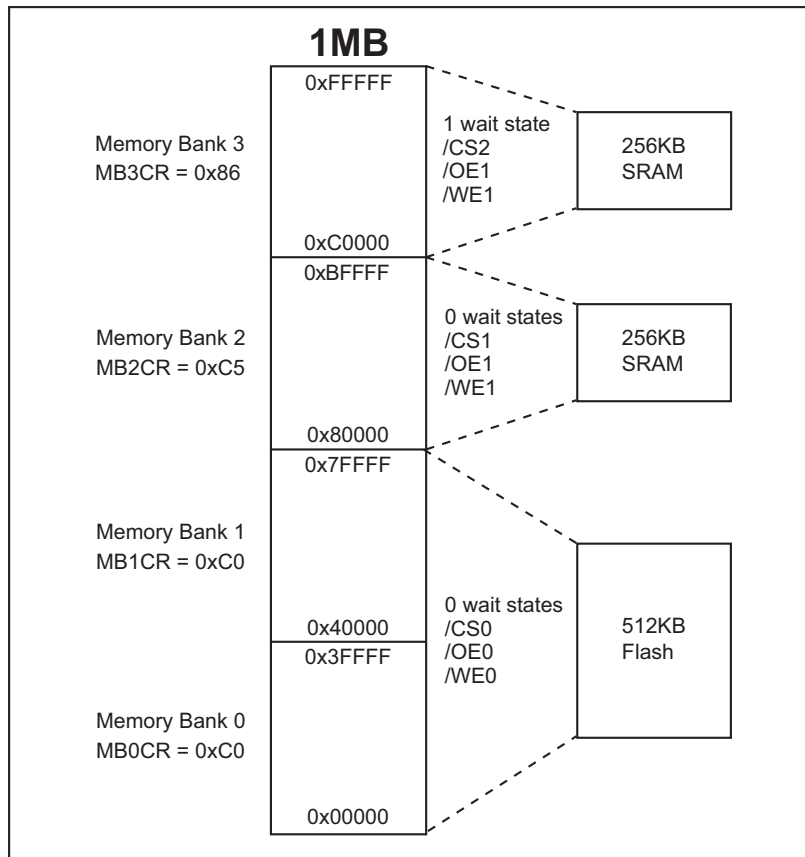 1MB
0xFFFFF
Memory Bank 3
MB3CR = 0x86
1 wait state
/CS2
/OE1
/WE1
256KB
SRAM
0xC0000
0xBFFFF
Memory Bank 2
MB2CR = 0xC5
0 wait states
/CS1
/OE1
/WE1
256KB
SRAM
0x80000
0x7FFFF
Memory Bank 1
MB1CR = 0xC0
0x40000
0x3FFFF
0 wait states
/CS0
/OE0
/WE0
512KB
Flash
Memory Bank 0
MB0CR = 0xC0
0x00000